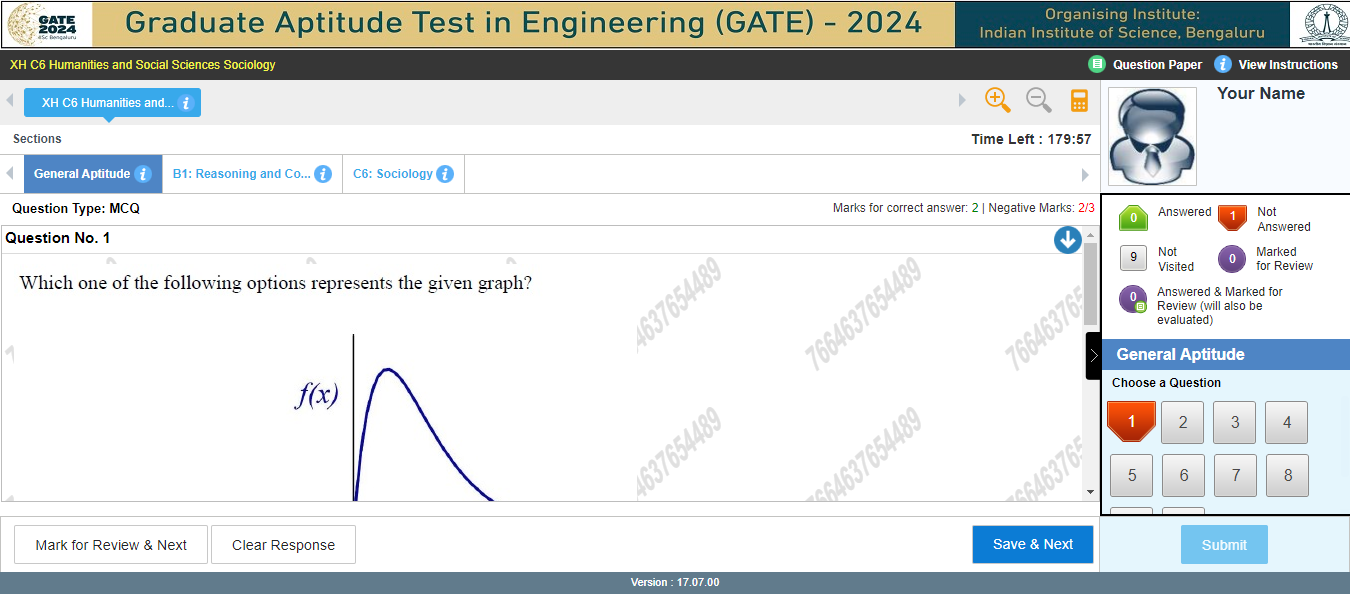 GATE
2024
IISc Bengaluru
Graduate Aptitude Test in Engineering (GATE) - 2024
Organising Institute:
Indian Institute of Science, Bengaluru
XH C6 Humanities and Social Sciences Sociology
Question Paper
View Instructions
XH C6 Humanities and...
Your Name
Sections
Time Left : 179:57
General Aptitude
B1: Reasoning and Co...
C6: Sociology
Question Type: MCQ
Marks for correct answer: 2 | Negative Marks: 2/3
0 Answered
1 Not
Answered
9 Not
Visited
0 Marked
for Review
0 Answered & Marked for
Review (will also be
evaluated)
Question No. 1
Which one of the following options represents the given graph?
f(x)
4637654489
7664637654489
76646376
4637654489
General Aptitude
Choose a Question
1 2 3 4
5 6 7 8
Mark for Review & Next
Clear Response
Save & Next
Submit
Version : 17.07.00